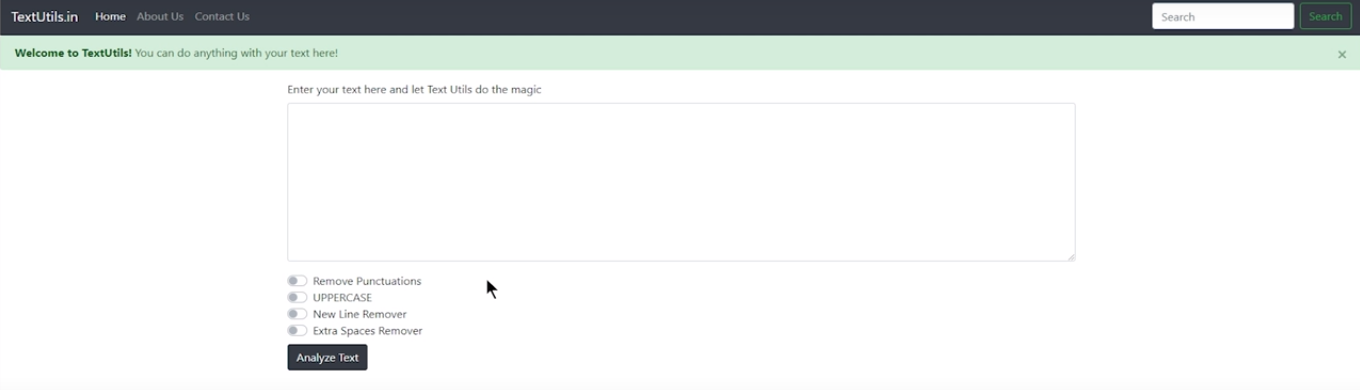 TextUtils.in Home About Us Contact Us Search Search
Welcome to TextUtils! You can do anything with your text here! ×
Enter your text here and let Text Utils do the magic
Remove Punctuations
UPPERCASE
New Line Remover
Extra Spaces Remover
Analyze Text